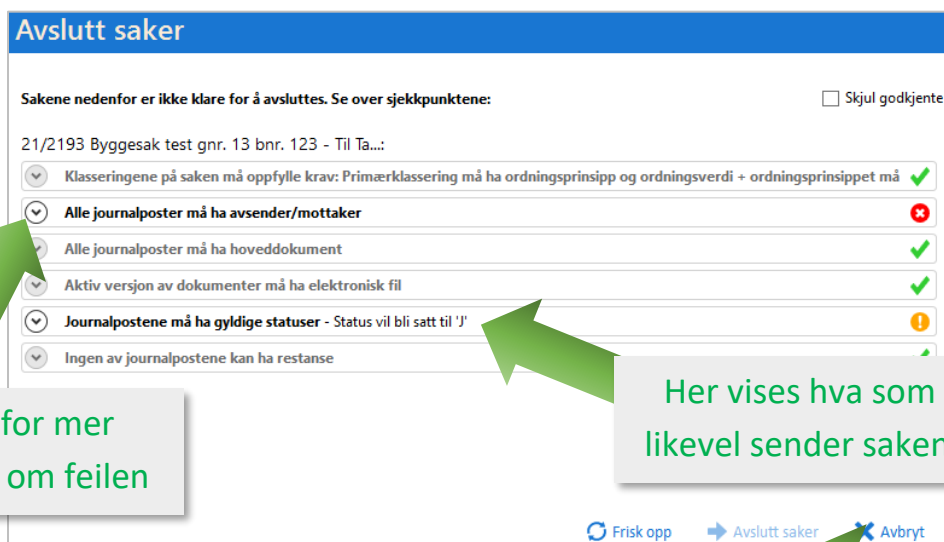 Avslutt saker
Sakene nedenfor er ikke klare for å avsluttes. Se over sjekkpunktene:
Skjul godkjente
21/2193 Byggesak test gnr. 13 bnr. 123 - Til Ta...:
Klasseringene på saken må oppfylle krav: Primærklassering må ha ordningsprinsipp og ordningsverdi + ordningsprinsippet må
Alle journalposter må ha avsender/mottaker
Alle journalposter må ha hoveddokument
Aktiv versjon av dokumenter må ha elektronisk fil
Journalpostene må ha gyldige statuser - Status vil bli satt til 'J'
Ingen av journalpostene kan ha restanse
Her vises hva som
likevel sender saken
for mer
om feilen
Frisk opp
Avslutt saker
Avbryt